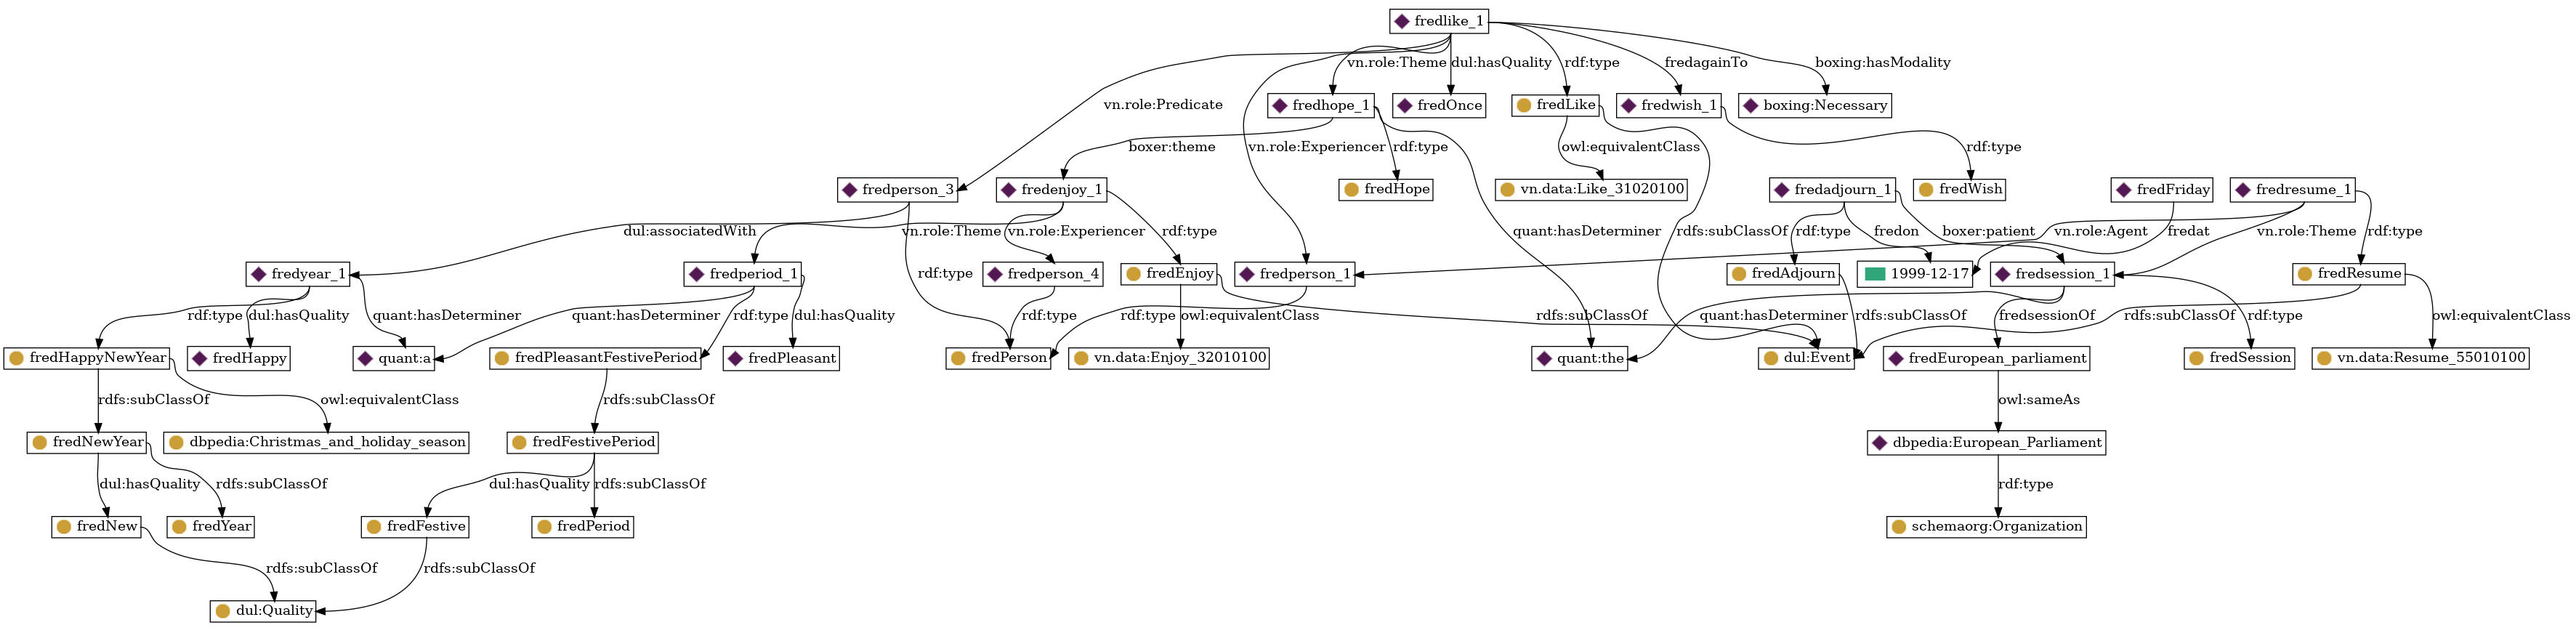 fredlike_1
vn.role:Theme
dul:hasQuality
rdf:type
fredagainTo
boxing:hasModality
vn.role:Predicate
fredhope_1
fredOnce
fredLike
fredwish_1
boxing:Necessary
boxer:theme
vn.role:Experiencer
rdf:type
owl:equivalentClass
rdf:type
fredperson_3
fredenjoy_1
fredHope
vn.data:Like_31020100
fredadjourn_1
fredWish
fredFriday
fredresume_1
dul:associatedWith
vn.role:Theme
vn.role:Experiencer
rdf:type
quant:hasDeterminer
rdfs:subClassOf
rdf:type
fredon
boxer:patient
vn.role:Agent
fredat
vn.role:Theme
rdf:type
fredyear_1
fredperiod_1
rdf:type
fredperson_4
fredEnjoy
fredperson_1
fredAdjourn
1999-12-17
fredsession_1
fredResume
rdf:type
dul:hasQuality
quant:hasDeterminer
quant:hasDeterminer
rdf:type
dul:hasQuality
rdf:type
rdf:type
owl:equivalentClass
rdfs:subClassOf
quant:hasDeterminer
rdfs:subClassOf
fredsessionOf
rdfs:subClassOf
rdf:type
owl:equivalentClass
fredHappyNewYear
fredHappy
quant:a
fredPleasantFestivePeriod
fredPleasant
fredPerson
vn.data:Enjoy_32010100
quant:the
dul:Event
fredEuropean_parliament
fredSession
vn.data:Resume_55010100
rdfs:subClassOf
owl:equivalentClass
rdfs:subClassOf
owl:sameAs
fredNewYear
dbpedia:Christmas_and_holiday_season
fredFestivePeriod
dbpedia:European_Parliament
dul:hasQuality
rdfs:subClassOf
dul:hasQuality
rdfs:subClassOf
rdf:type
fredNew
fredYear
fredFestive
fredPeriod
schemaorg:Organization
rdfs:subClassOf
rdfs:subClassOf
dul:Quality